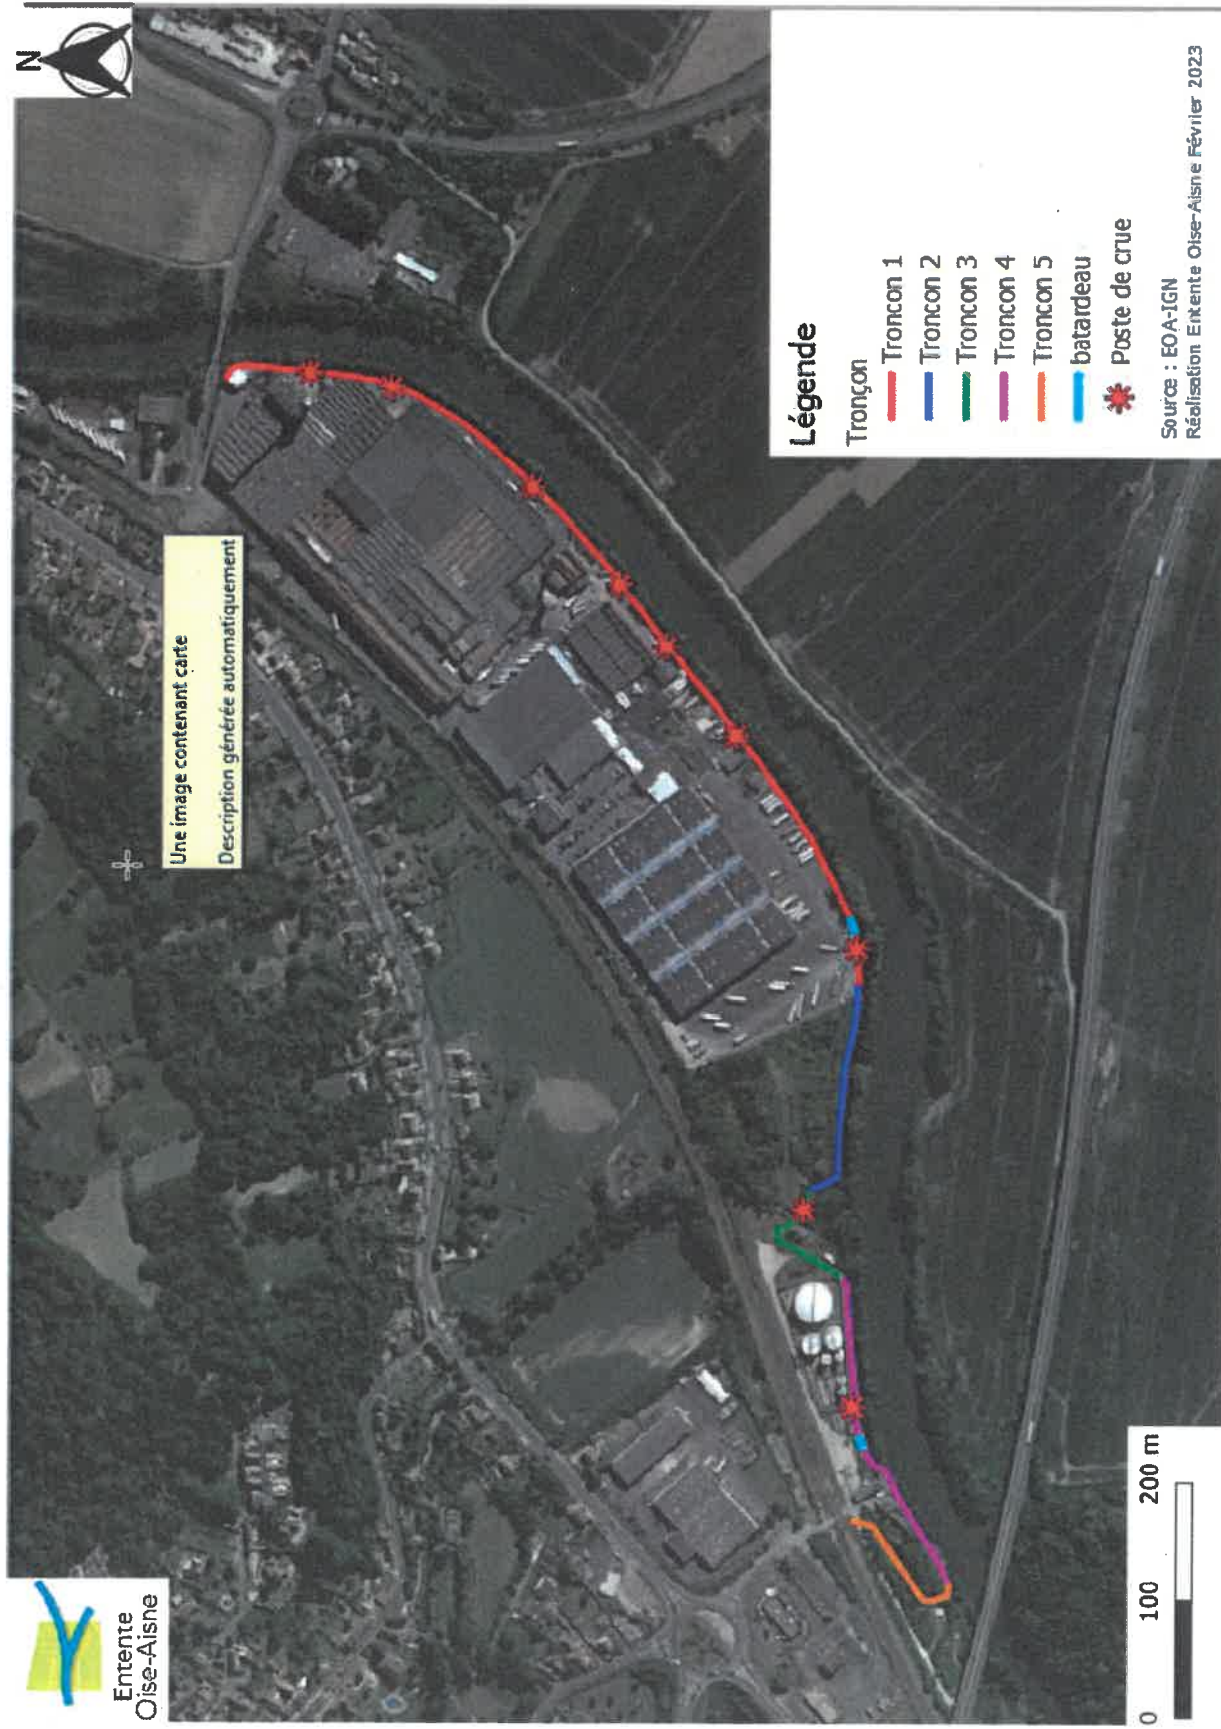 Entente
Oise-Aisne
N
Une image contenant carte
Description générée automatiquement
Légende
Tronçon
Troncon 1
Troncon 2
Troncon 3
Troncon 4
Troncon 5
batardeau
Poste de crue
Source : EOA-IGN
Réalisation Entente Oise-Aisne Février 2023
0 100 200 m